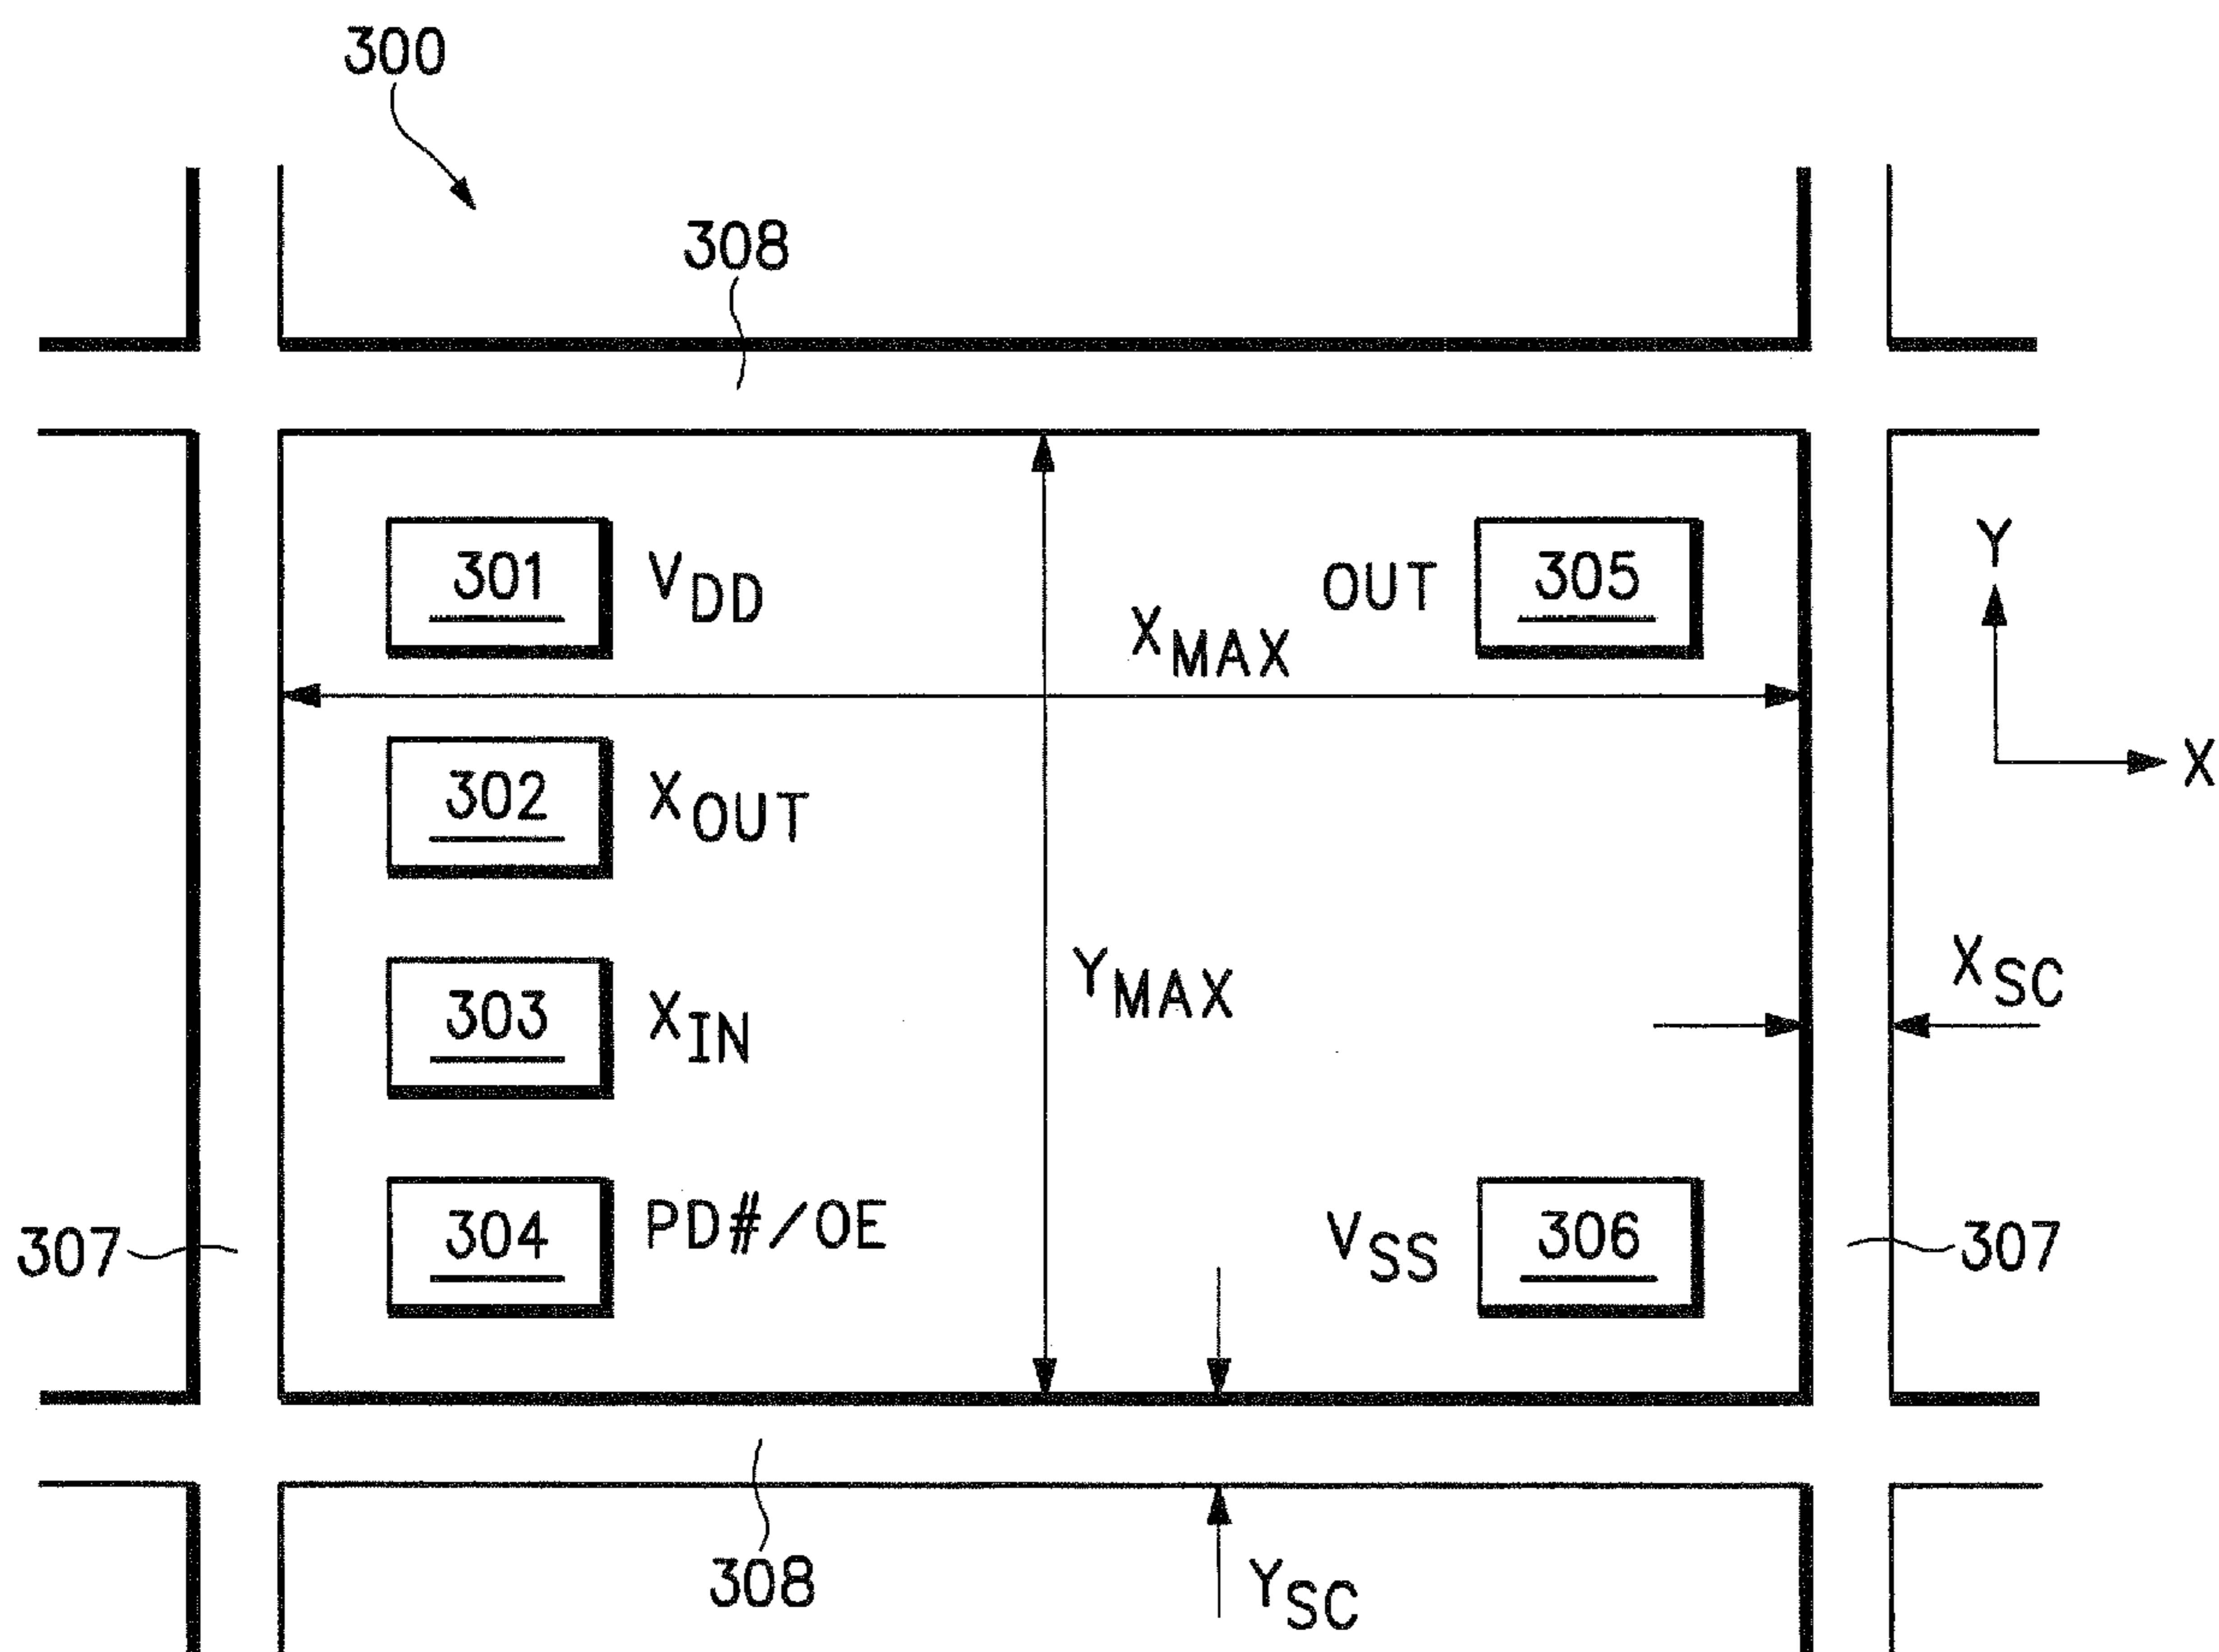 300
308
301 VDD
OUT 305
XMAX
Y
X
302 XOUT
303 XIN
YMAX
XSC
304 PD#/OE
VSS 306
307
307
308
YSC